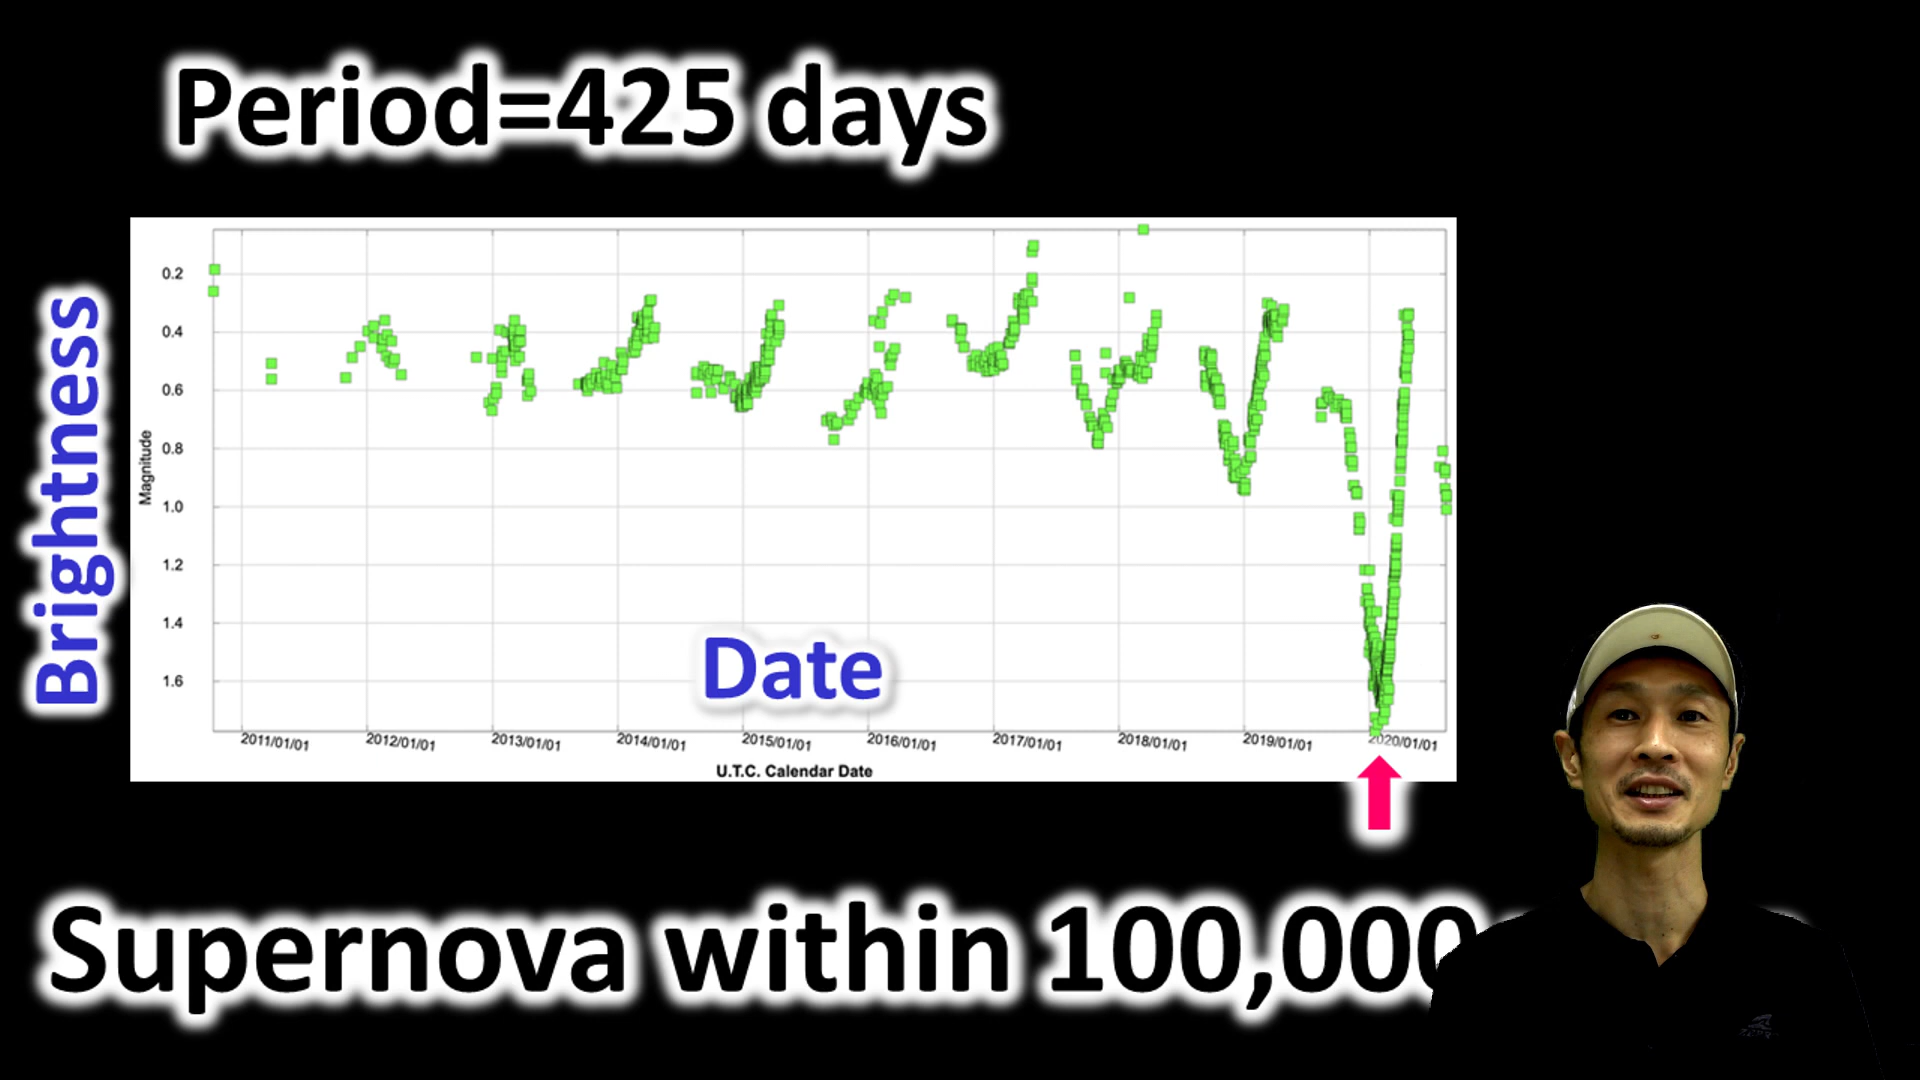 Period=425 days
Brightness
Magnitude
0.2
0.4
0.6
0.8
1.0
1.2
1.4
1.6
Date
2011/01/01 2012/01/01 2013/01/01 2014/01/01 2015/01/01 2016/01/01 2017/01/01 2018/01/01 2019/01/01 2020/01/01
U.T.C. Calendar Date
Supernova within 100,000